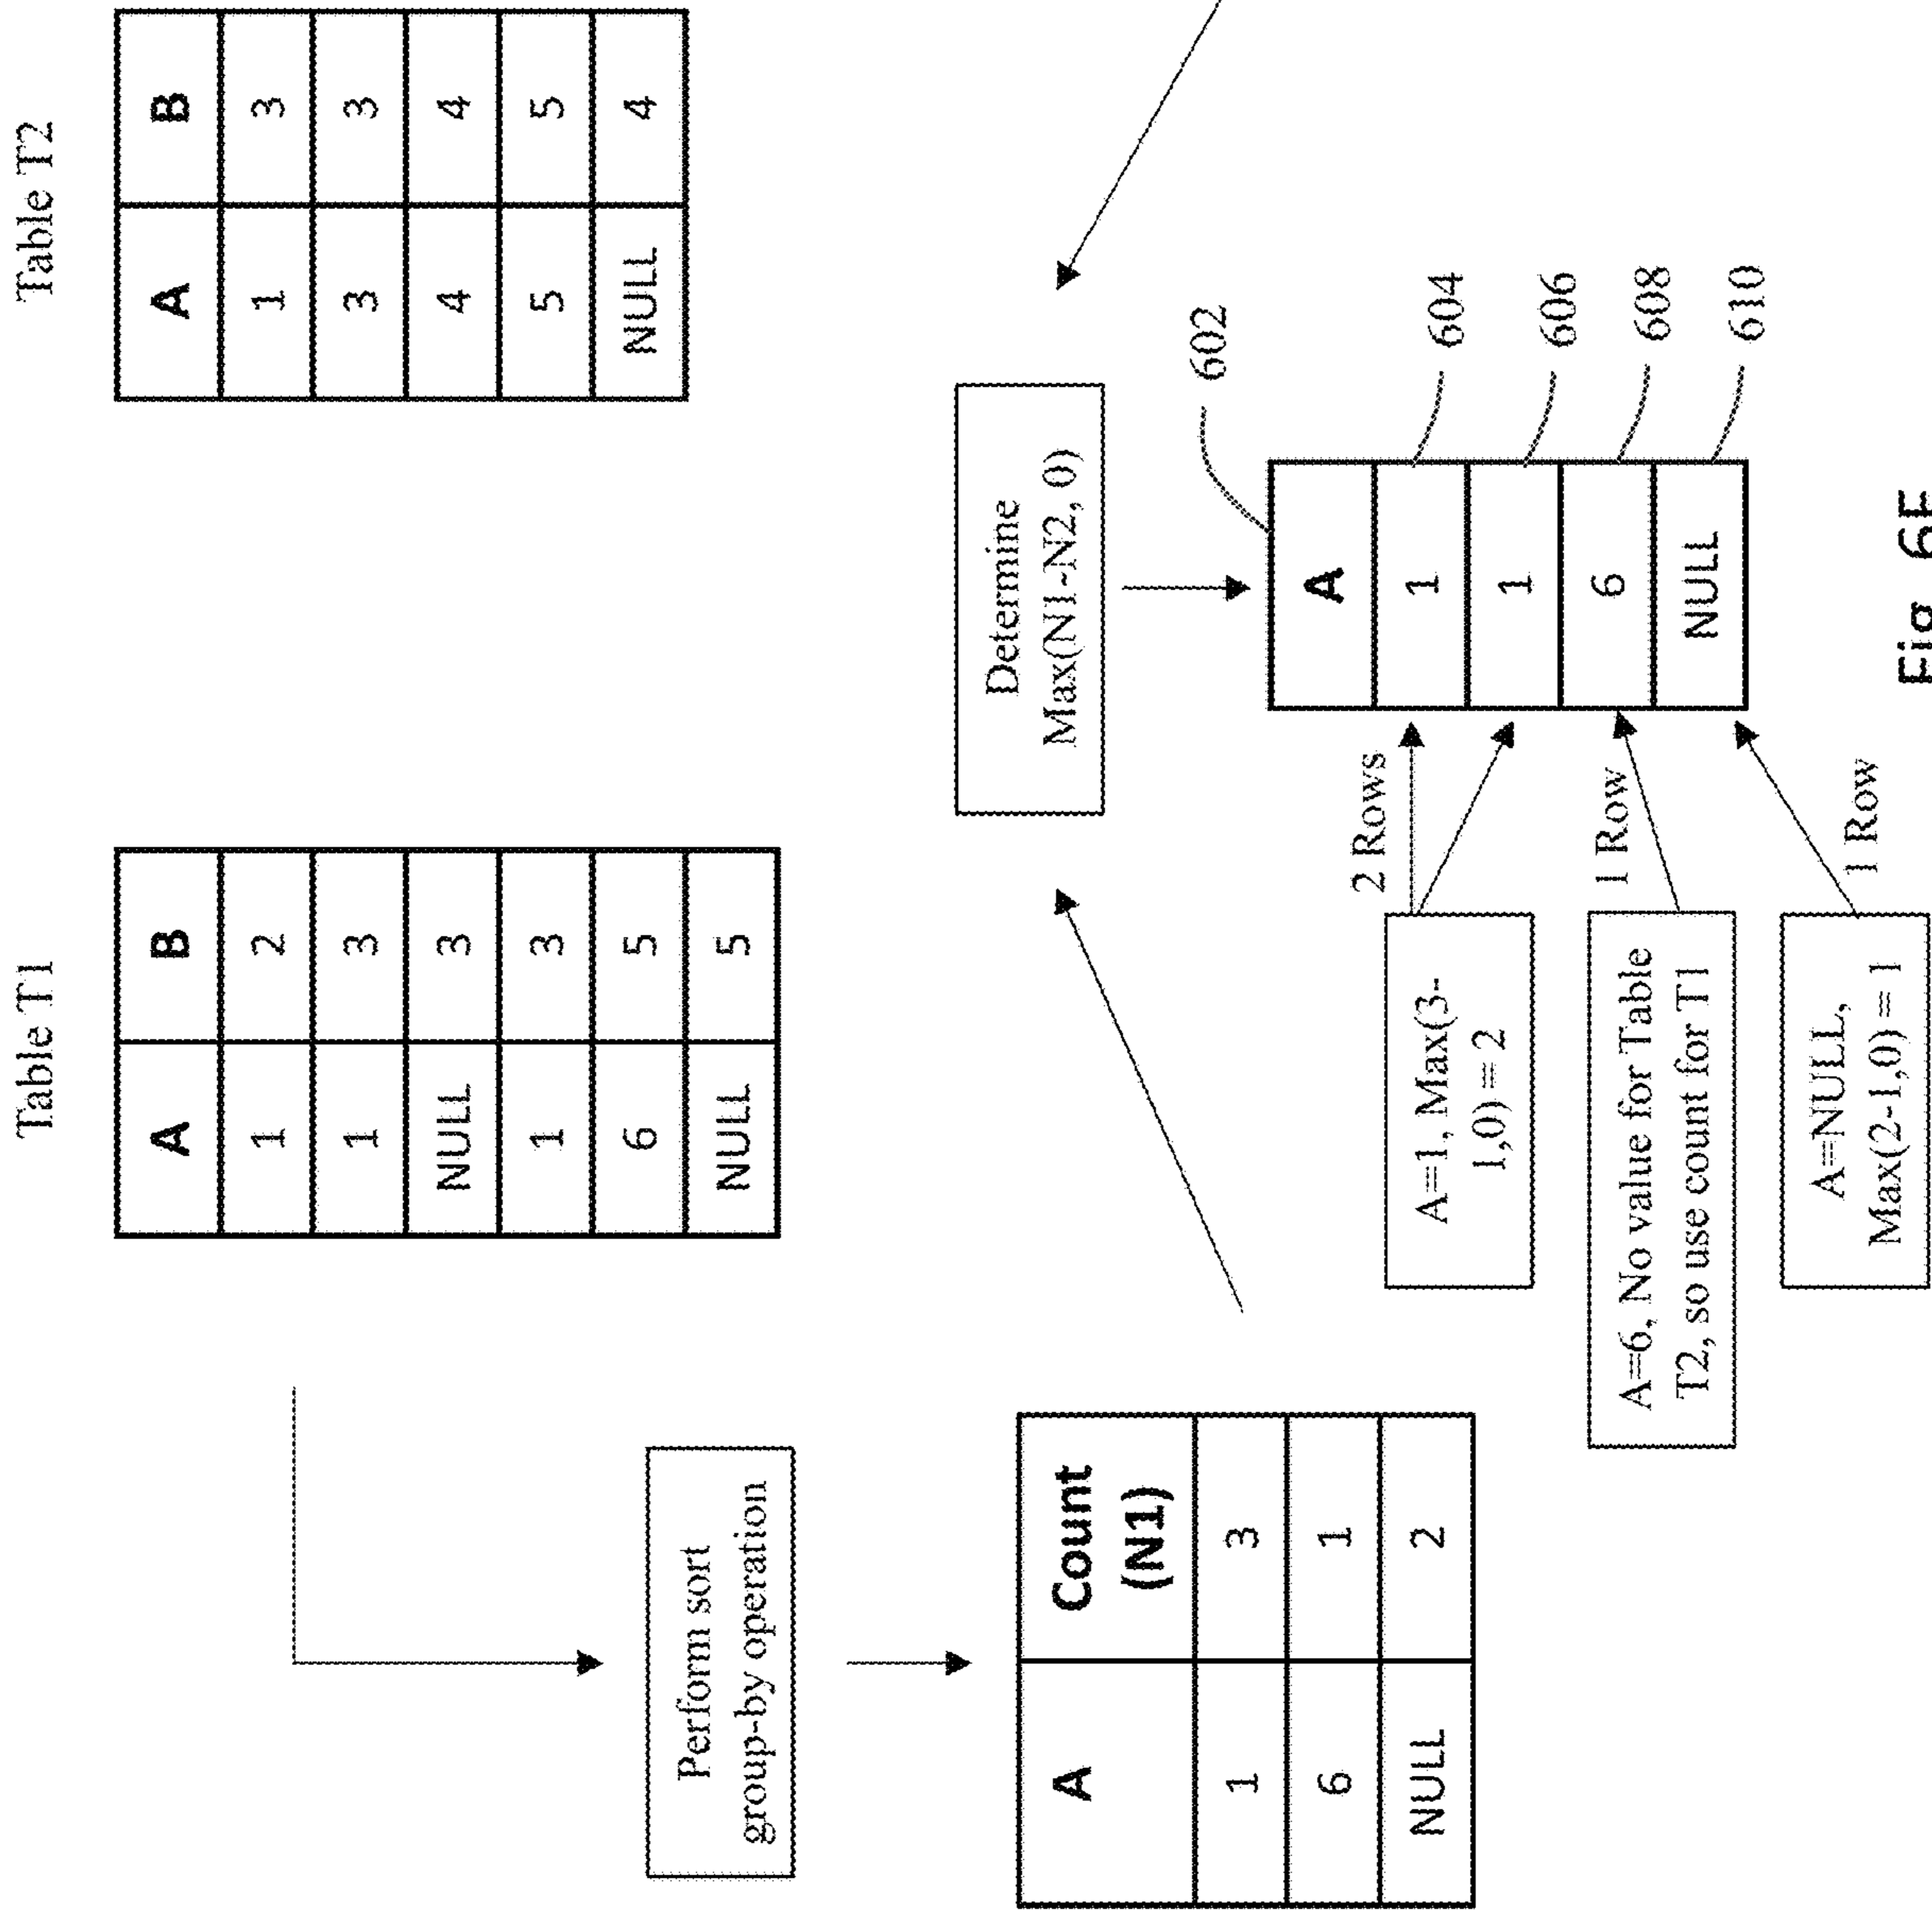 Table T1
A B
1 2
1 3
NULL 3
1 3
6 5
NULL 5
Table T2
A B
1 3
3 3
4 4
5 5
NULL 4
Perform sort
group-by operation
A Count
(N1)
1 3
6 1
NULL 2
Determine
Max(N1-N2, 0)
602
A
1
1
6
NULL
604
606
608
610
A=1, Max(3-
1,0) = 2
2 Rows
A=6, No value for Table
T2, so use count for T1
1 Row
A=NULL,
Max(2-1,0) = 1
1 Row
Fig. 6E